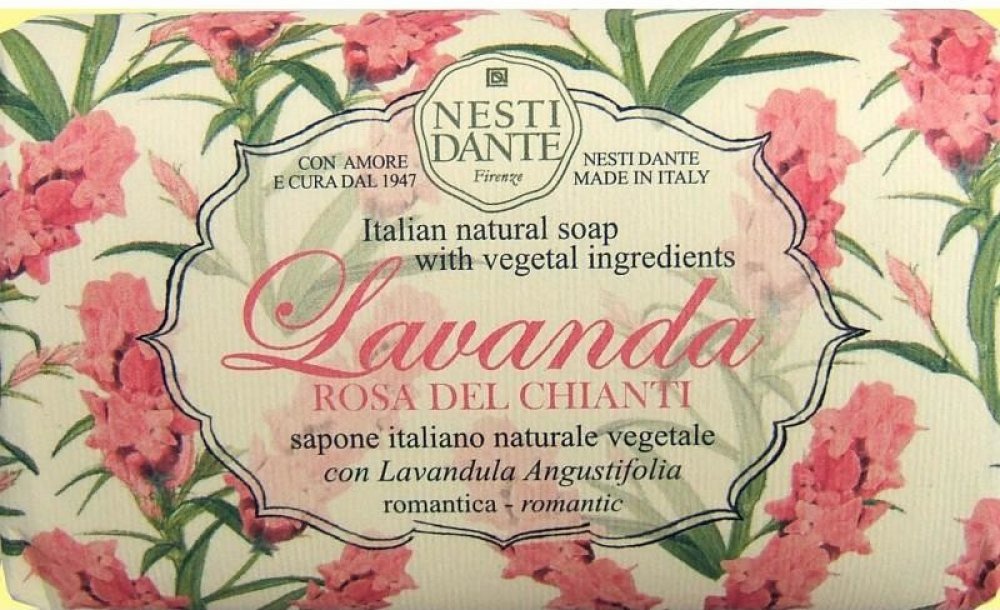 NESTI
DANTE
Firenze
CON AMORE
E CURA DAL 1947
NESTI DANTE
MADE IN ITALY
Italian natural soap
with vegetal ingredients
Lavanda
ROSA DEL CHIANTI
sapone italiano naturale vegetale
con Lavandula Angustifolia
romantica - romantic